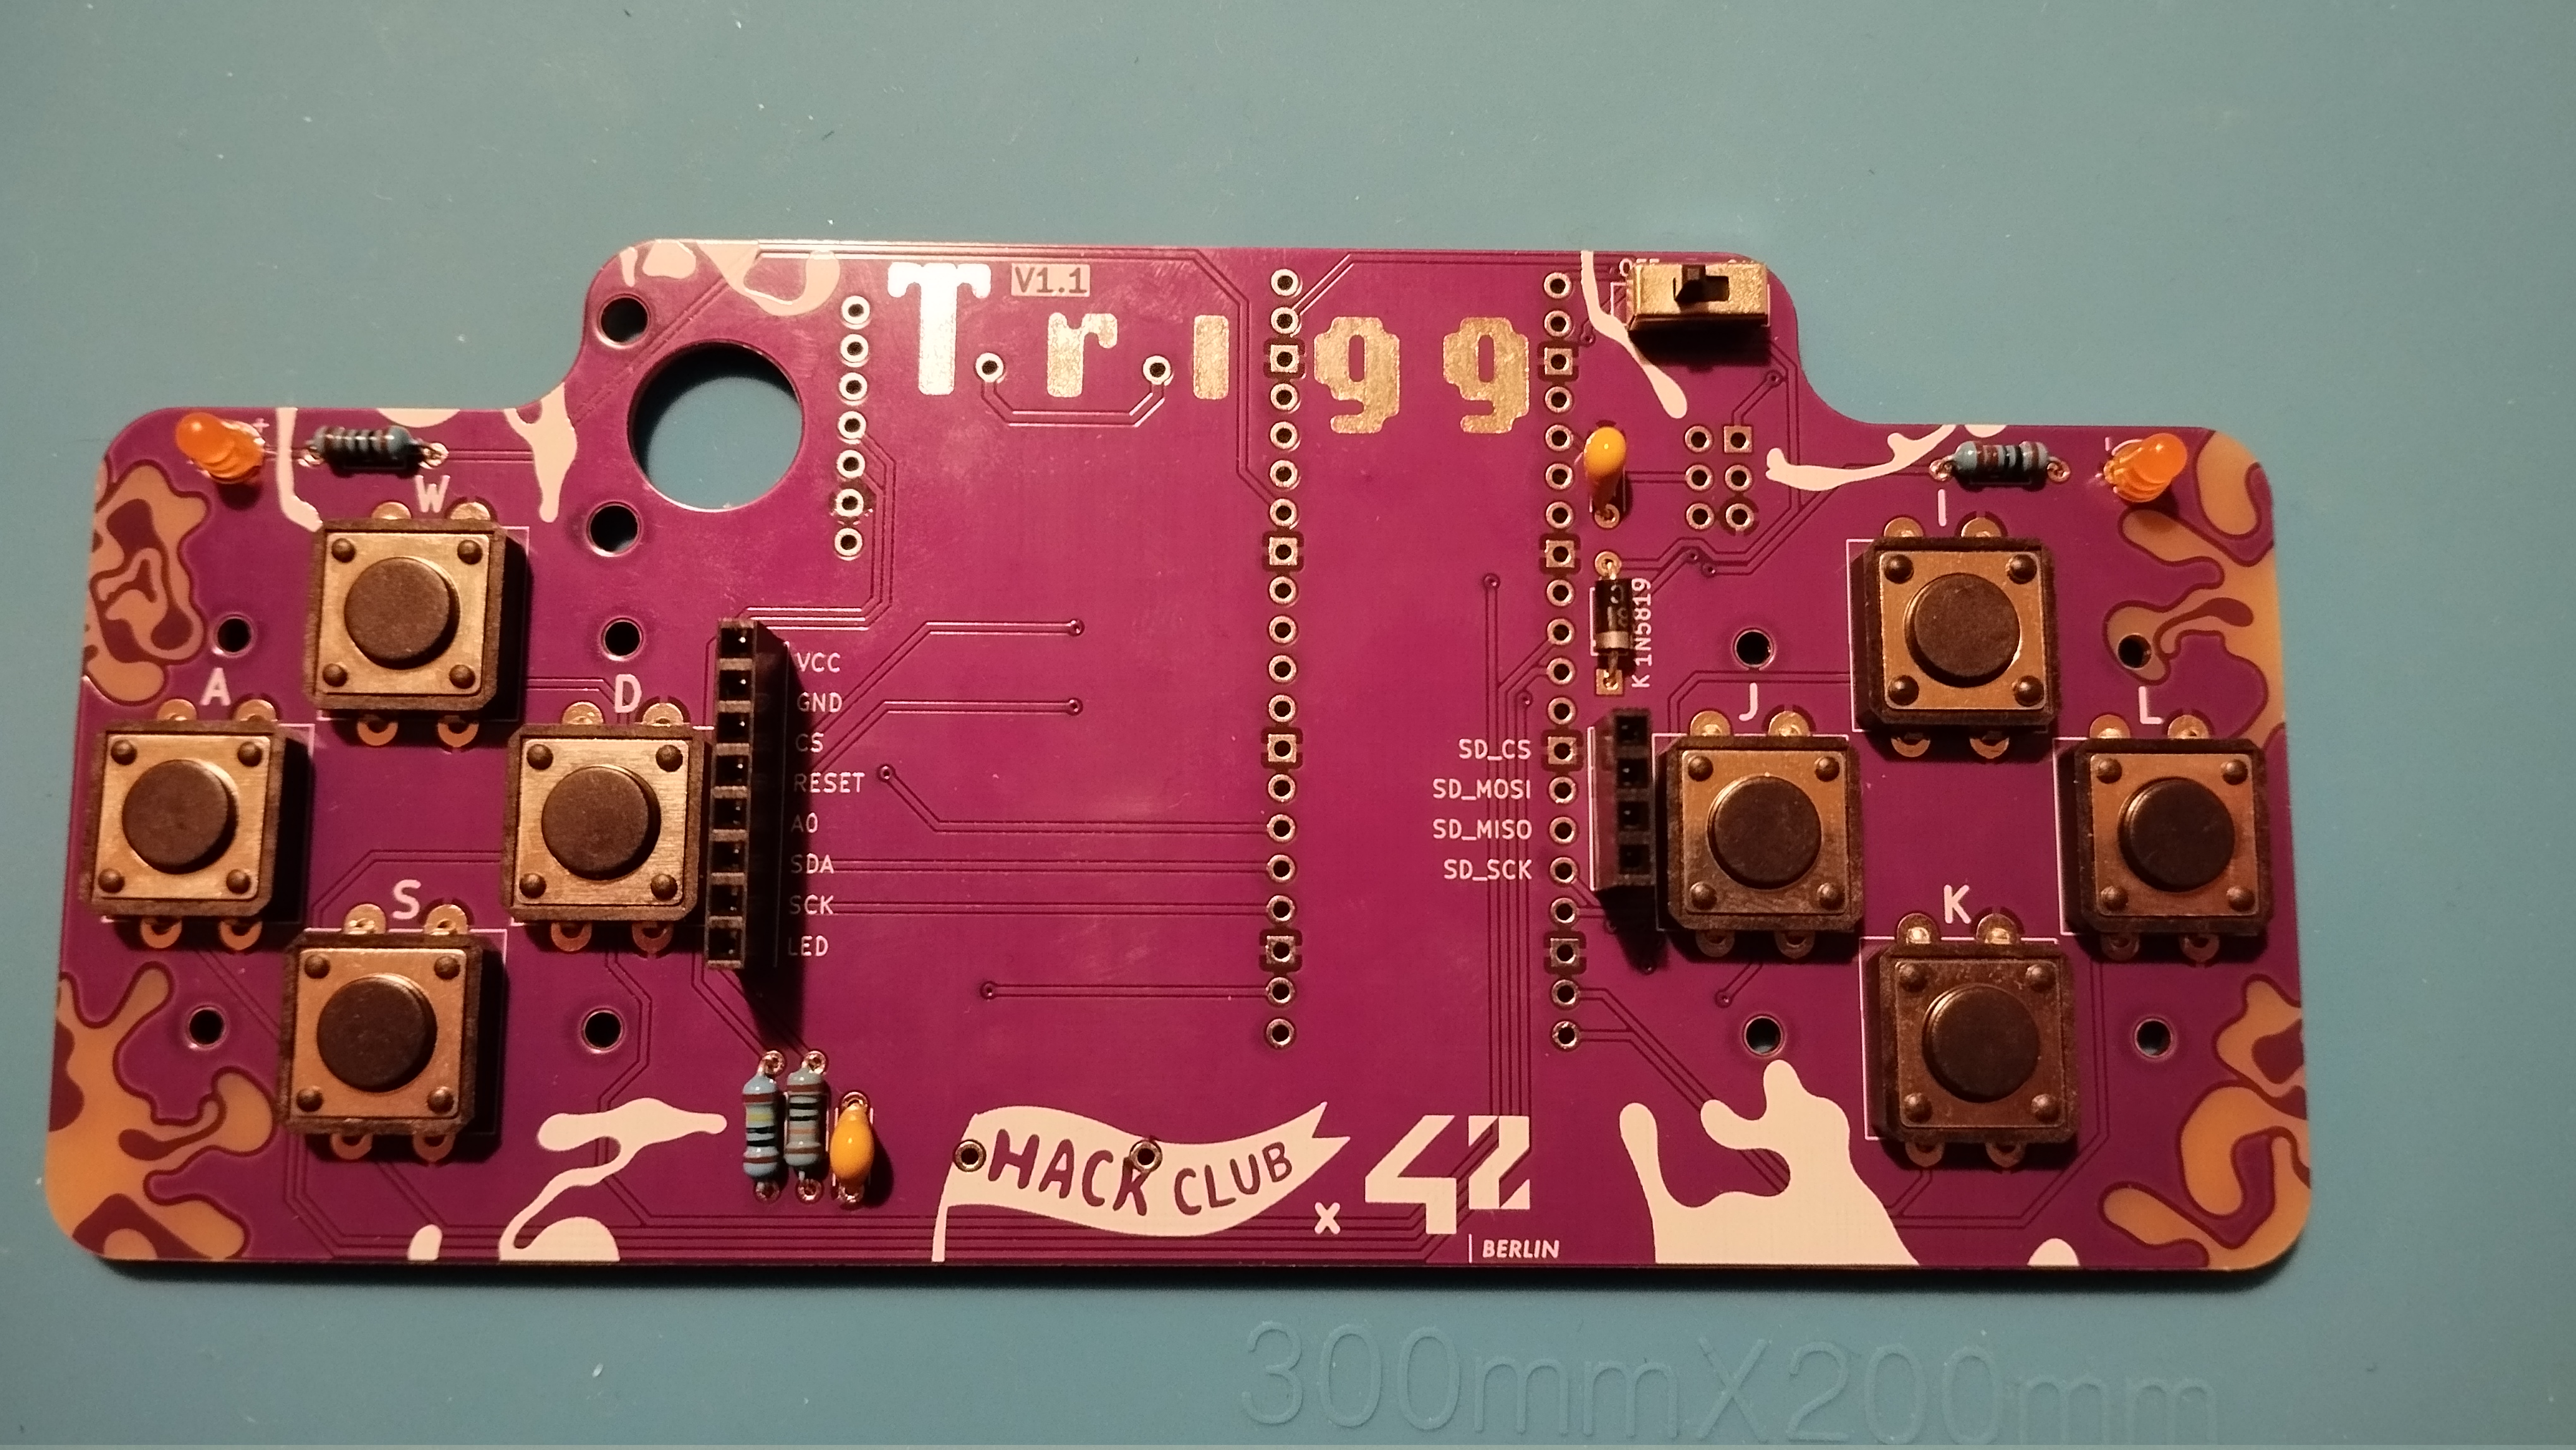 Trigg
V1.1
OFF
W
I
A
D
J
L
S
K
VCC
GND
CS
RESET
A0
SDA
SCK
LED
K 1N5819
SD_CS
SD_MOSI
SD_MISO
SD_SCK
HACK CLUB
x
42
BERLIN
300mmX200mm